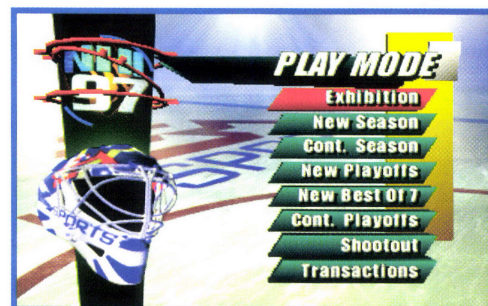 NHL
97
PLAY MODE
Exhibition
New Season
Cont. Season
New Playoffs
New Best Of 7
Cont. Playoffs
Shootout
Transactions
SPORTS
SPO